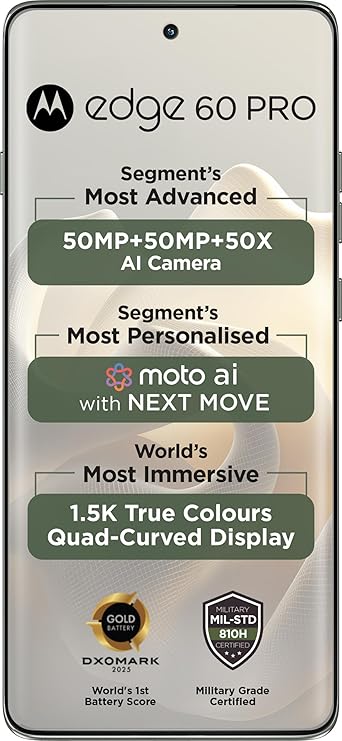 edge 60 PRO
Segment's
Most Advanced
50MP+50MP+50X
AI Camera
Segment's
Most Personalised
moto ai
with NEXT MOVE
World's
Most Immersive
1.5K True Colours
Quad-Curved Display
GOLD
BATTERY
DXOMARK
2025
World's 1st
Battery Score
MILITARY
MIL-STD
810H
CERTIFIED
Military Grade
Certified